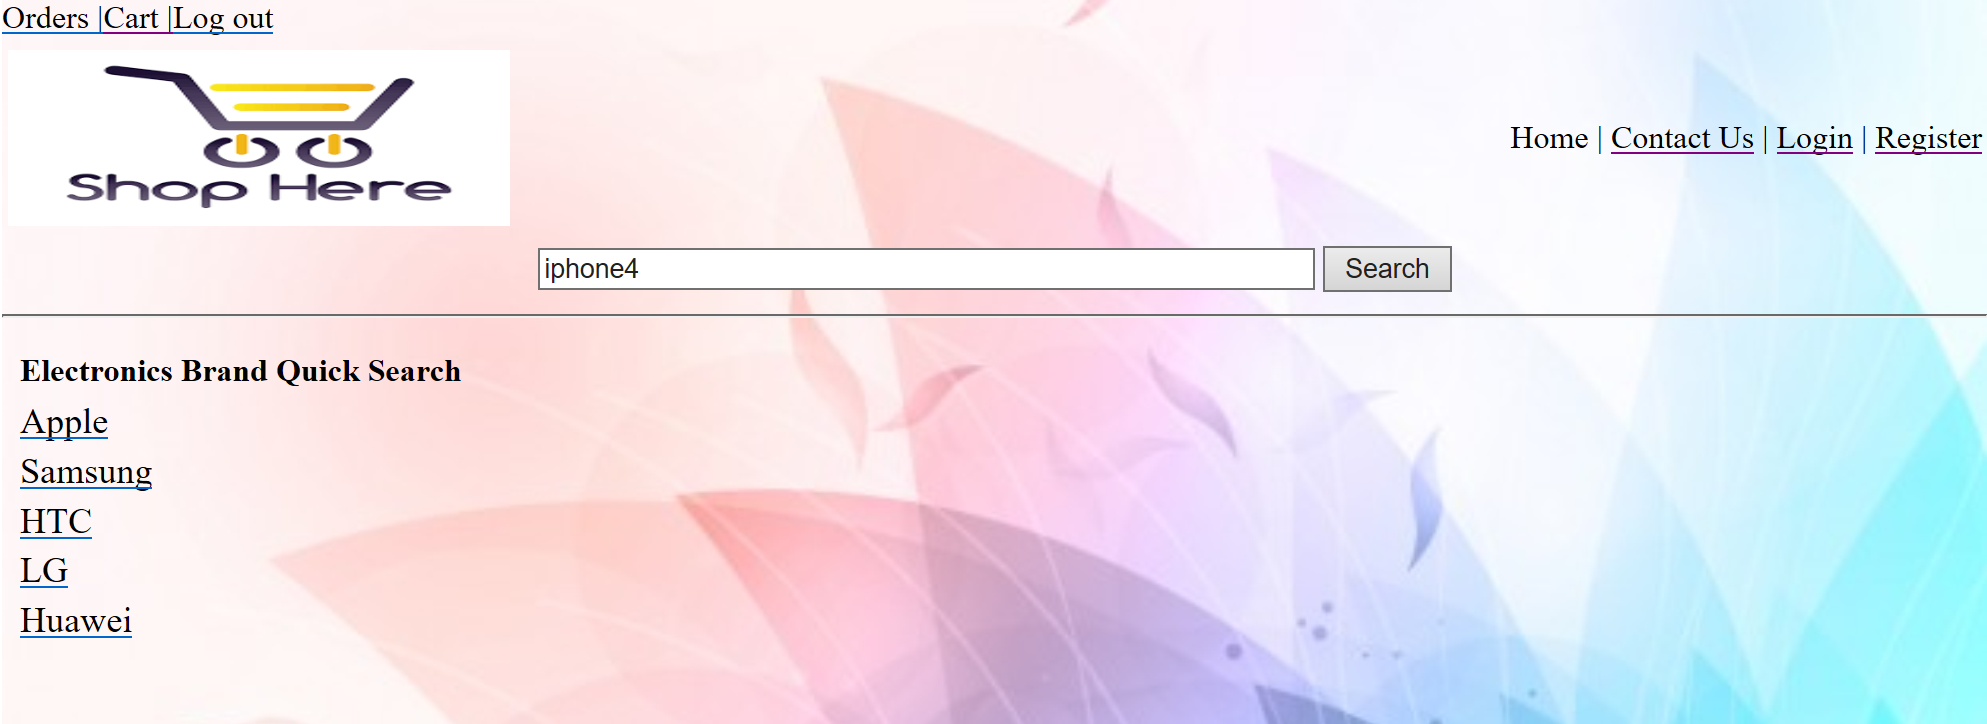 Orders |Cart |Log out
Shop Here
Home | Contact Us | Login | Register
iphone4 Search
Electronics Brand Quick Search
Apple
Samsung
HTC
LG
Huawei